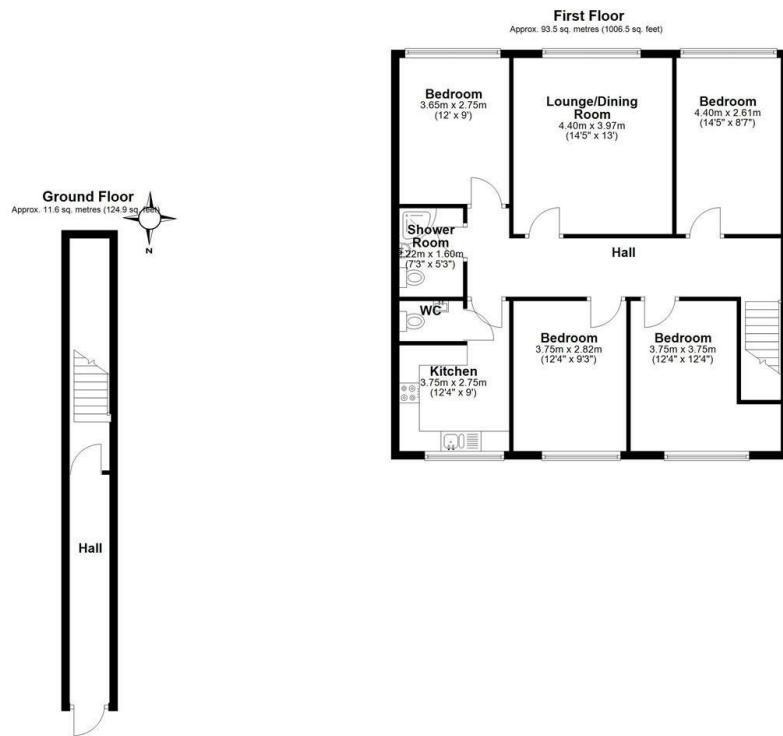 First Floor
Approx. 93.5 sq. metres (1006.5 sq. feet)
Bedroom
3.65m x 2.75m
(12' x 9')
Lounge/Dining
Room
4.40m x 3.97m
(14'5" x 13')
Bedroom
4.40m x 2.61m
(14'5" x 8'7")
Ground Floor
Approx. 11.6 sq. metres (124.9 sq. feet)
N
Shower
Room
2.22m x 1.60m
(7'3" x 5'3")
Hall
WC
Kitchen
3.75m x 2.75m
(12'4" x 9')
Bedroom
3.75m x 2.82m
(12'4" x 9'3")
Bedroom
3.75m x 3.75m
(12'4" x 12'4")
Hall